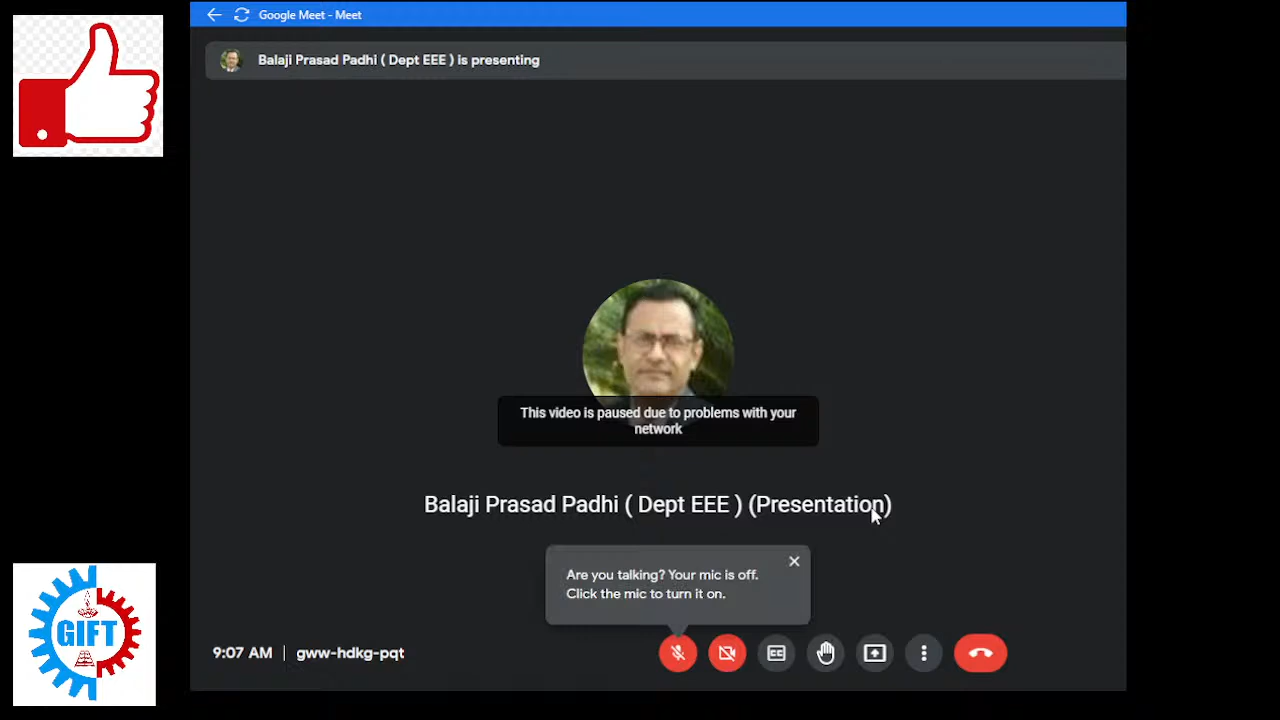 Google Meet - Meet
Balaji Prasad Padhi ( Dept EEE ) is presenting
This video is paused due to problems with your
network
Balaji Prasad Padhi ( Dept EEE ) (Presentation)
Are you talking? Your mic is off.
Click the mic to turn it on.
GIFT
9:07 AM | gww-hdkg-pqt
CC